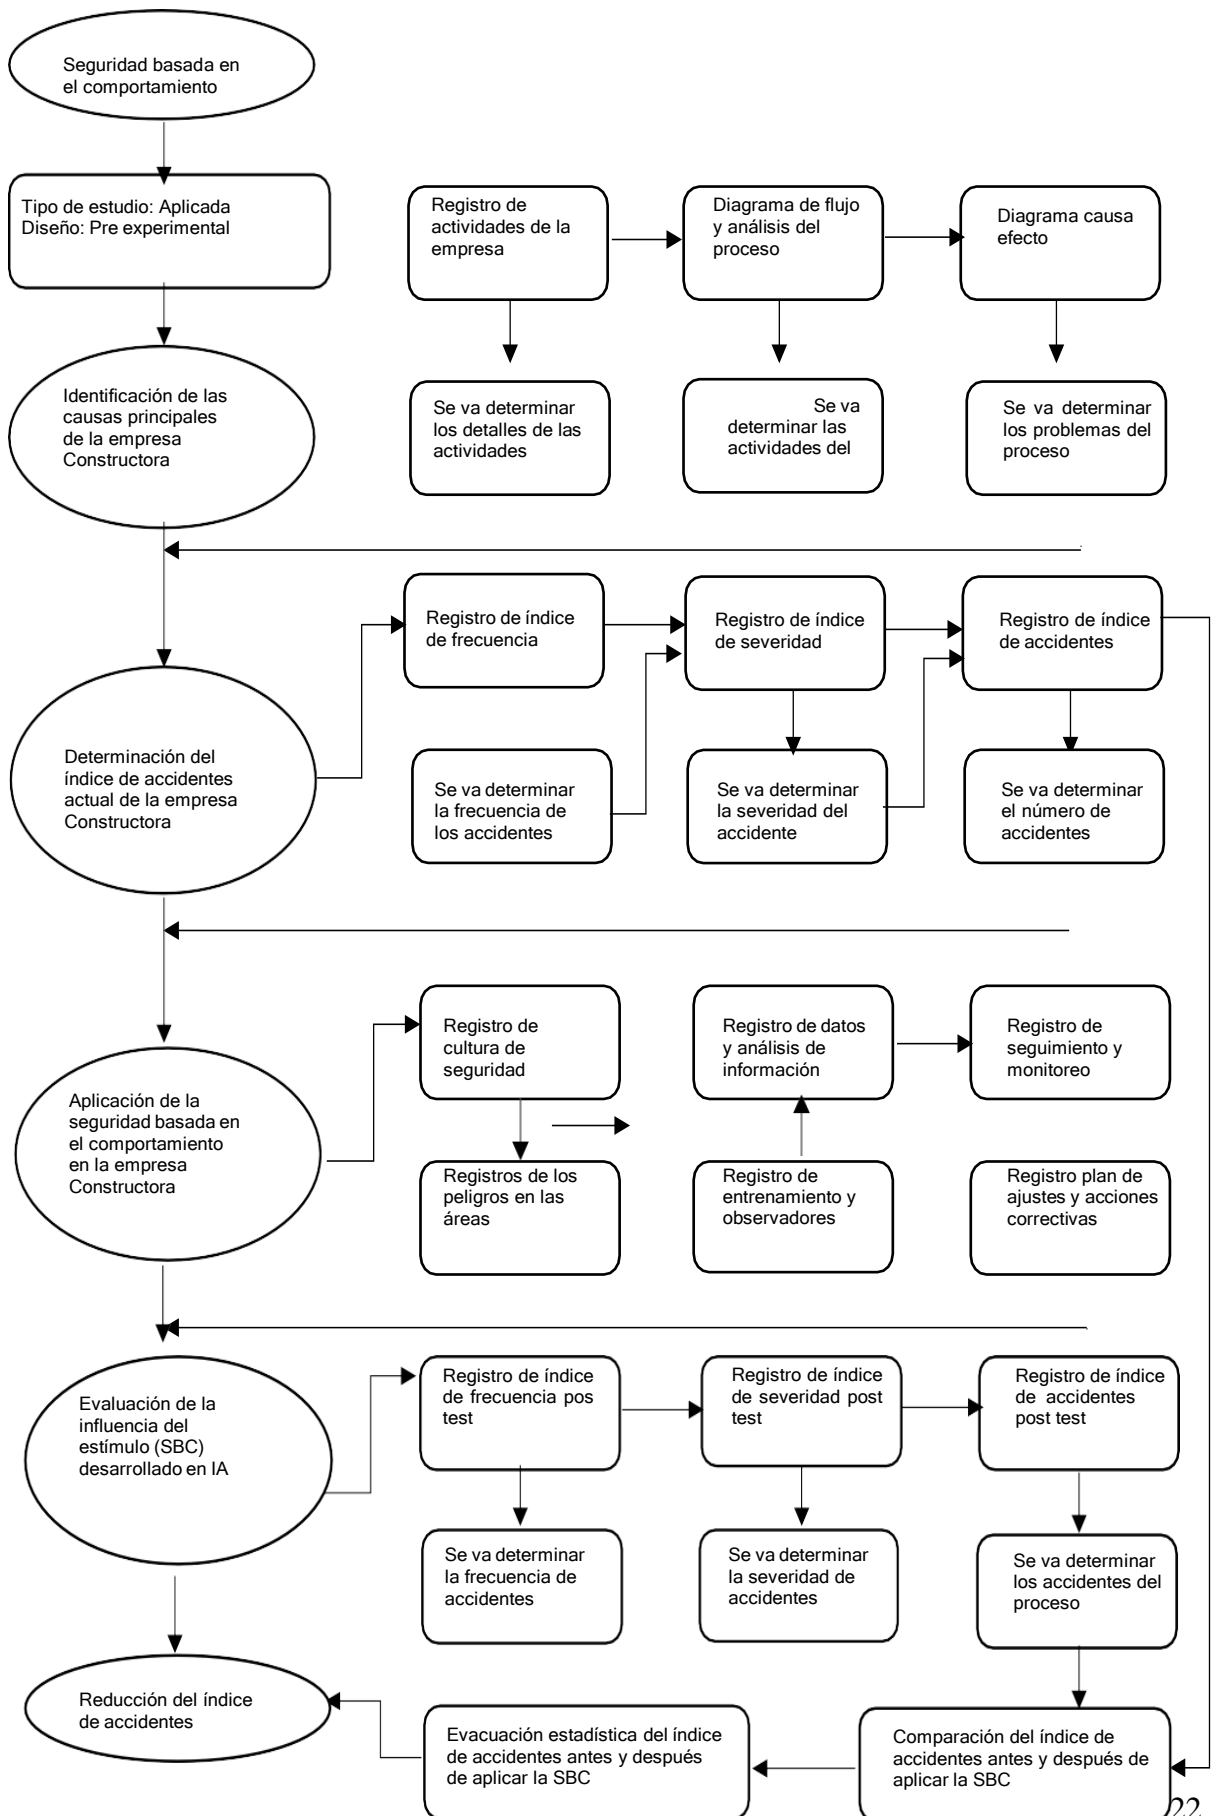 Seguridad basada en
el comportamiento
Tipo de estudio: Aplicada
Diseño: Pre experimental
Registro de
actividades de la
empresa
Diagrama de flujo
y análisis del
proceso
Diagrama causa
efecto
Identificación de las
causas principales
de la empresa
Constructora
Se va determinar
los detalles de las
actividades
Se va
determinar las
actividades del
Se va determinar
los problemas del
proceso
Registro de índice
de frecuencia
Registro de índice
de severidad
Registro de índice
de accidentes
Determinación del
índice de accidentes
actual de la empresa
Constructora
Se va determinar
la frecuencia de
los accidentes
Se va determinar
la severidad del
accidente
Se va determinar
el número de
accidentes
Registro de
cultura de
seguridad
Registro de datos
y análisis de
información
Registro de
seguimiento y
monitoreo
Aplicación de la
seguridad basada en
el comportamiento
en la empresa
Constructora
Registros de los
peligros en las
áreas
Registro de
entrenamiento y
observadores
Registro plan de
ajustes y acciones
correctivas
Evaluación de la
influencia del
estímulo (SBC)
desarrollado en IA
Registro de índice
de frecuencia pos
test
Registro de índice
de severidad post
test
Registro de índice
de accidentes
post test
Se va determinar
la frecuencia de
accidentes
Se va determinar
la severidad de
accidentes
Se va determinar
los accidentes del
proceso
Reducción del índice
de accidentes
Evacuación estadística del índice
de accidentes antes y después
de aplicar la SBC
Comparación del índice de
accidentes antes y después de
aplicar la SBC
22